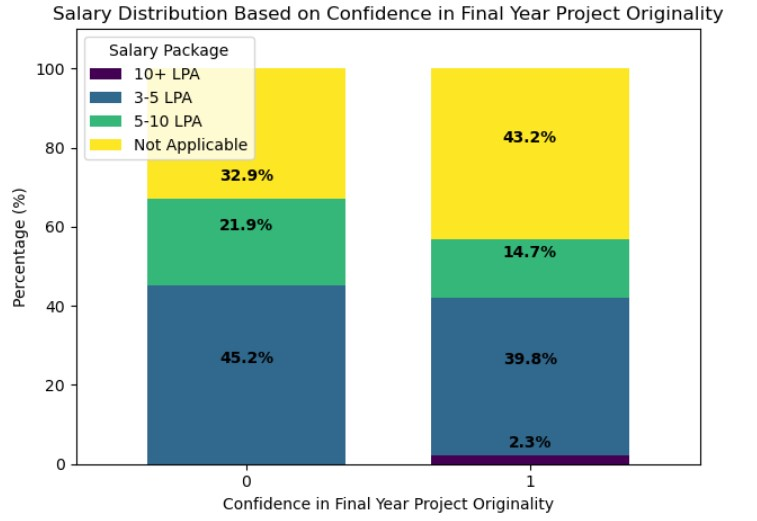 Salary Distribution Based on Confidence in Final Year Project Originality
Salary Package
10+ LPA
3-5 LPA
5-10 LPA
Not Applicable
Percentage (%)
100
80
60
40
20
0
32.9%
21.9%
45.2%
43.2%
14.7%
39.8%
2.3%
0
1
Confidence in Final Year Project Originality